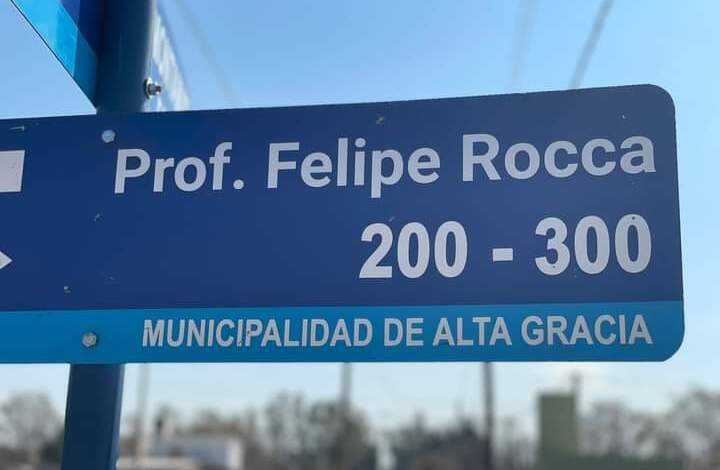 Prof. Felipe Rocca
200 - 300
MUNICIPALIDAD DE ALTA GRACIA